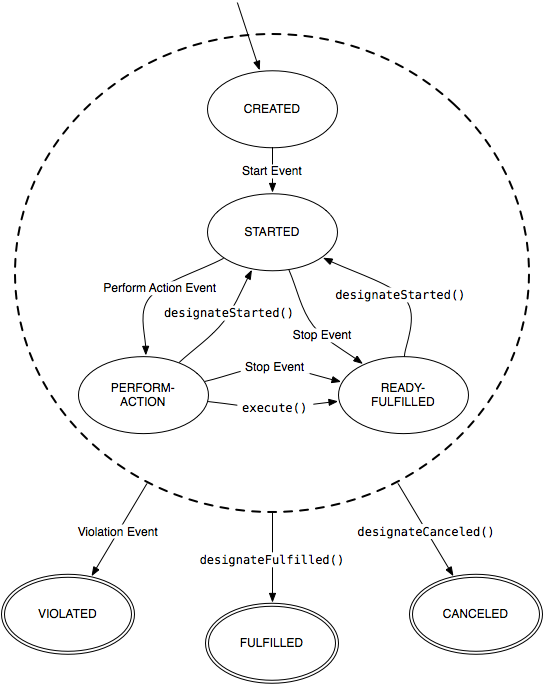 CREATED
Start Event
STARTED
Perform Action Event
designateStarted()
designateStarted()
Stop Event
Stop Event
PERFORM-
ACTION
READY-
FULFILLED
execute()
Violation Event
designateFulfilled()
designateCanceled()
VIOLATED
FULFILLED
CANCELED